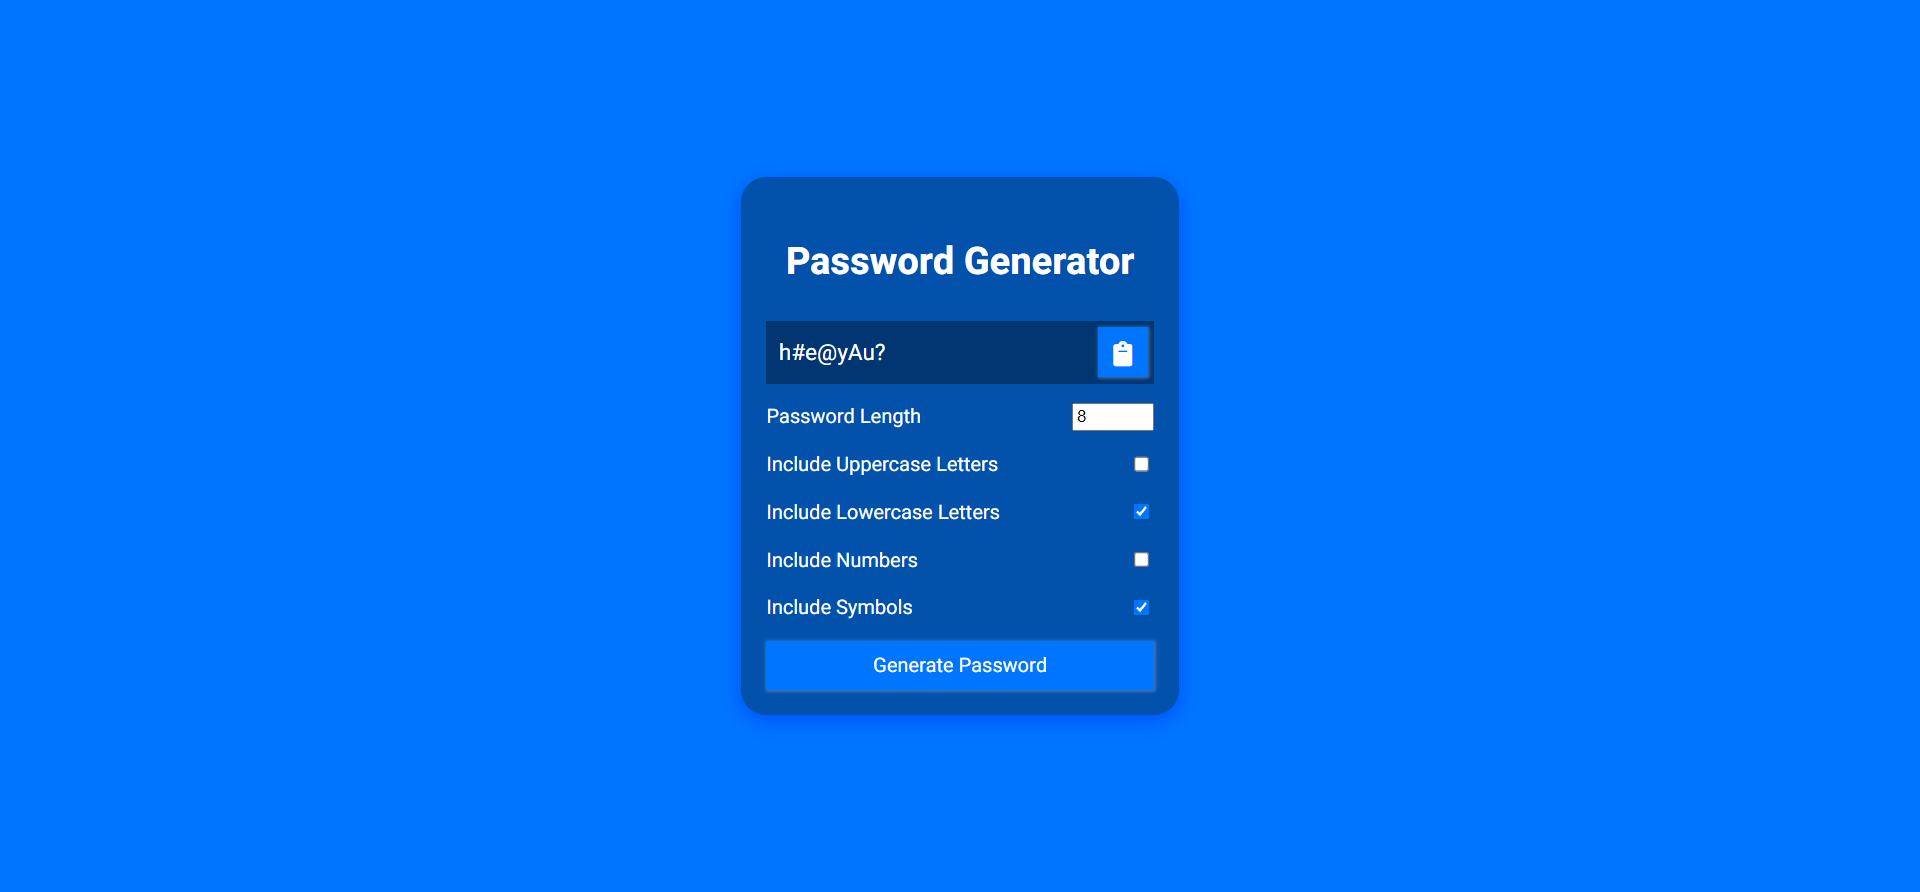 Password Generator
h#e@yAu?
Password Length 8
Include Uppercase Letters
Include Lowercase Letters
Include Numbers
Include Symbols
Generate Password